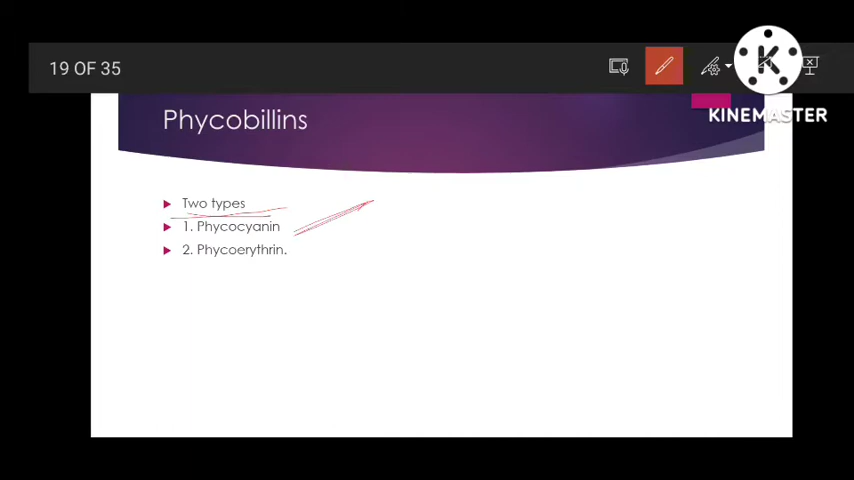 19 OF 35
KINEMASTER
Phycobillins
Two types
1. Phycocyanin
2. Phycoerythrin.